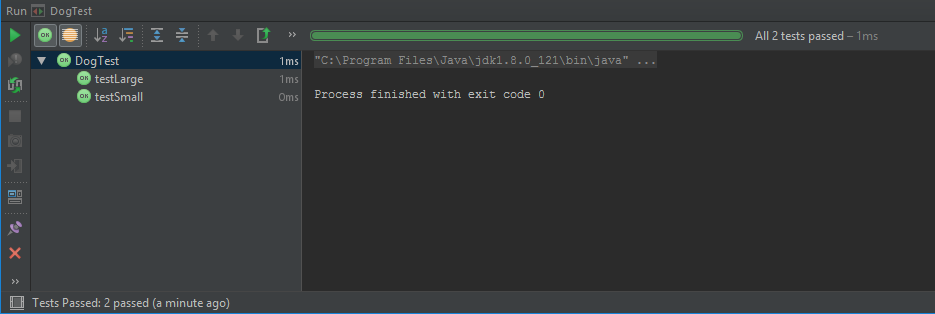 Run DogTest
OK
» All 2 tests passed – 1ms
OK DogTest 1ms
OK testLarge 1ms
OK testSmall 0ms
"C:\Program Files\Java\jdk1.8.0_121\bin\java" ...
Process finished with exit code 0
»
Tests Passed: 2 passed (a minute ago)